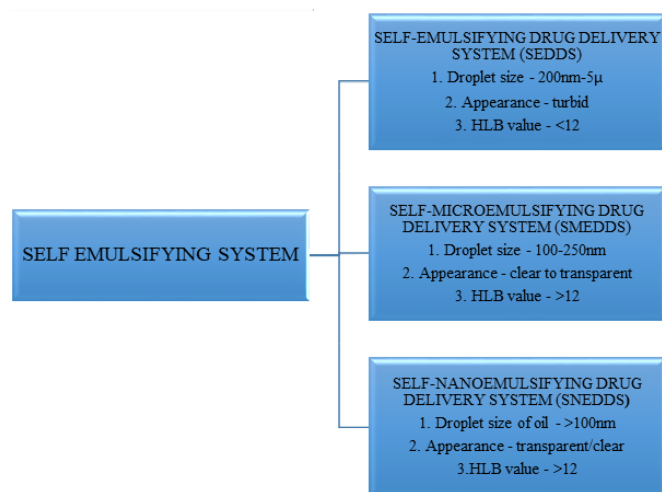 SELF EMULSIFYING SYSTEM
SELF-EMULSIFYING DRUG DELIVERY
SYSTEM (SEDDS)
1. Droplet size - 200nm-5μ
2. Appearance - turbid
3. HLB value - <12
SELF-MICROEMULSIFYING DRUG
DELIVERY SYSTEM (SMEDDS)
1. Droplet size - 100-250nm
2. Appearance - clear to transparent
3. HLB value - >12
SELF-NANOEMULSIFYING DRUG
DELIVERY SYSTEM (SNEDDS)
1. Droplet size of oil - >100nm
2. Appearance - transparent/clear
3.HLB value - >12